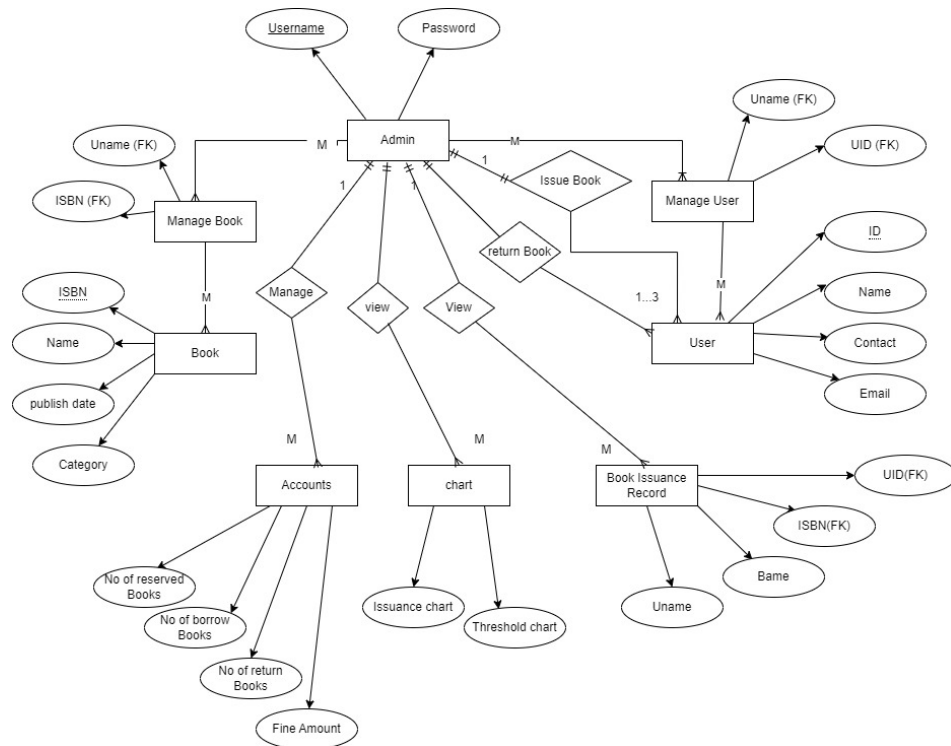 Username
Password
Uname (FK)
Uname (FK)
M
Admin
M
UID (FK)
ISBN (FK)
1
1
1
Issue Book
Manage Book
Manage User
ID
return Book
ISBN
Manage
view
View
M
M
1...3
Name
Name
Book
User
Contact
publish date
Email
Category
M
M
M
Accounts
chart
Book Issuance
Record
UID(FK)
ISBN(FK)
No of reserved
Books
Issuance chart
Uname
Bame
No of borrow
Books
Threshold chart
No of return
Books
Fine Amount